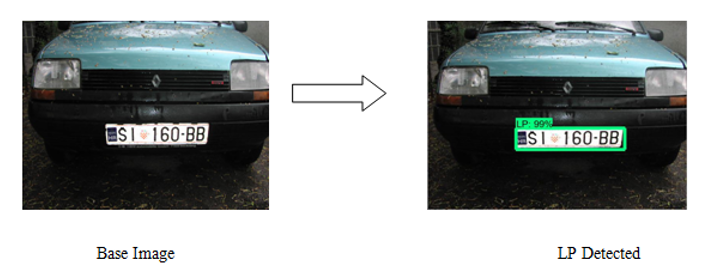 SI 160-BB
LP: 99%
SI 160-BB
Base Image
LP Detected